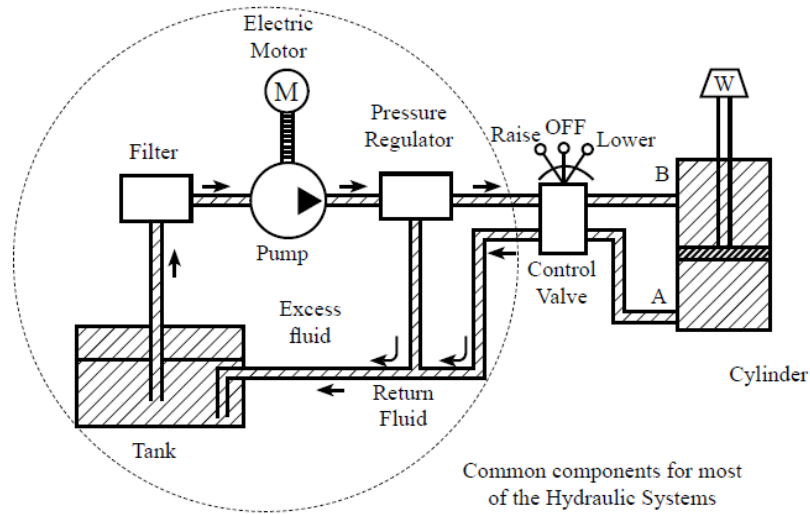 Electric
Motor
M
Pressure
Regulator
Raise
OFF
Lower
W
Filter
B
Pump
Control
Valve
A
Excess
fluid
Return
Fluid
Cylinder
Tank
Common components for most
of the Hydraulic Systems